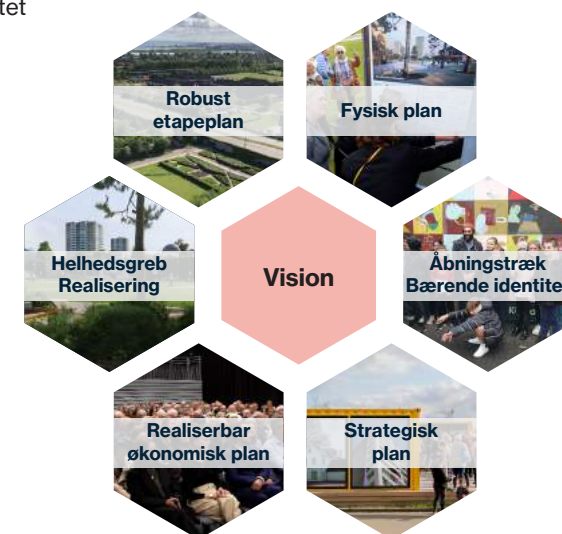 tet
Robust
etapeplan
Fysisk plan
Helhedsgreb
Realisering
Vision
Åbningstræk
Bærende identite
Realiserbar
økonomisk plan
Strategisk
plan